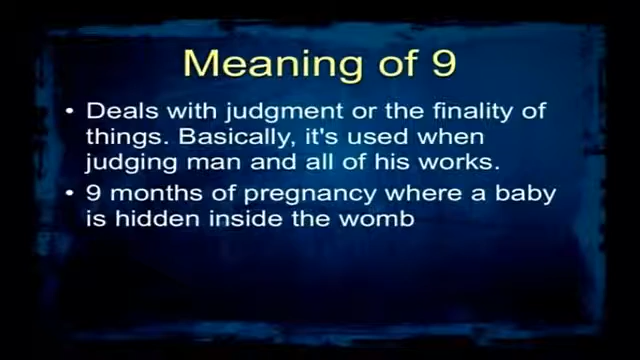 Meaning of 9
• Deals with judgment or the finality of
things. Basically, it's used when
judging man and all of his works.
• 9 months of pregnancy where a baby
is hidden inside the womb